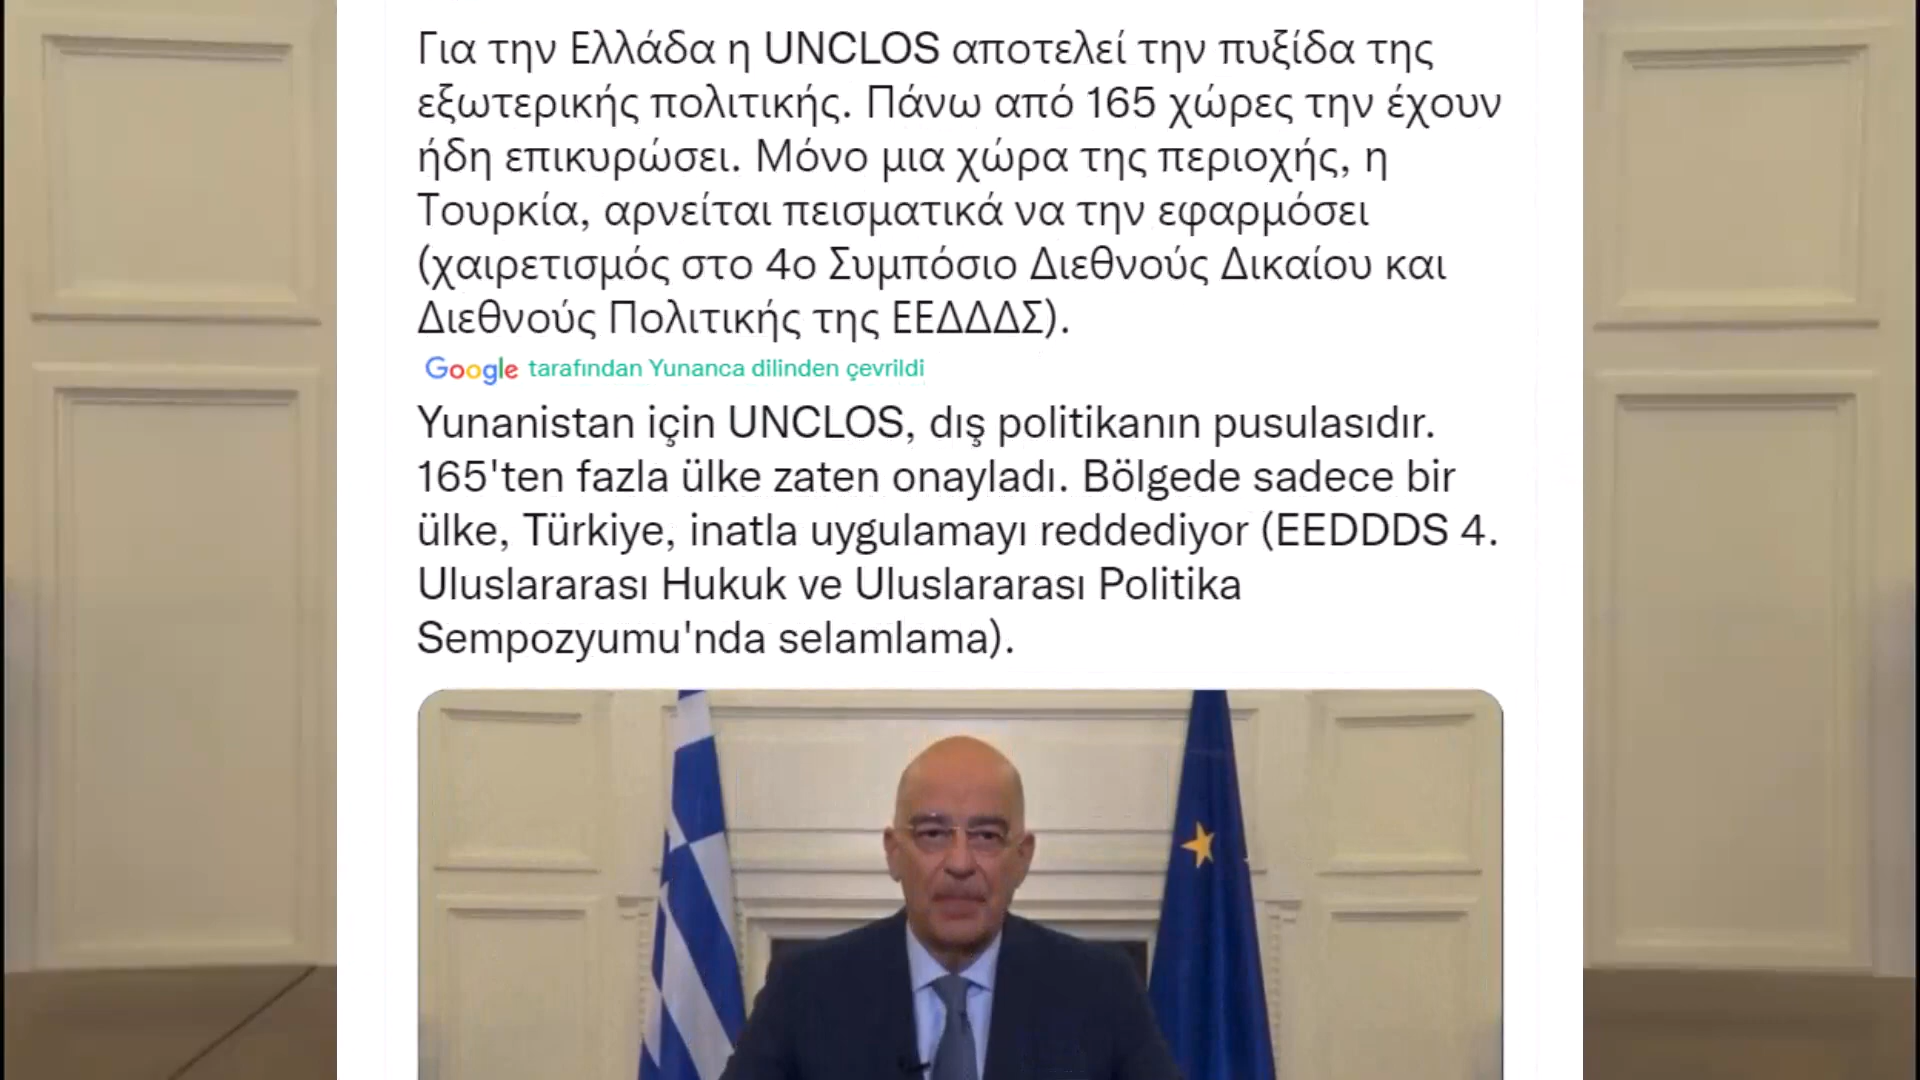 Για την Ελλάδα η UNCLOS αποτελεί την πυξίδα της
εξωτερικής πολιτικής. Πάνω από 165 χώρες την έχουν
ήδη επικυρώσει. Μόνο μια χώρα της περιοχής, η
Τουρκία, αρνείται πεισματικά να την εφαρμόσει
(χαιρετισμός στο 4ο Συμπόσιο Διεθνούς Δικαίου και
Διεθνούς Πολιτικής της ΕΕΔΔΔΣ).
Google tarafından Yunanca dilinden çevrildi
Yunanistan için UNCLOS, dış politikanın pusulasıdır.
165'ten fazla ülke zaten onayladı. Bölgede sadece bir
ülke, Türkiye, inatla uygulamayı reddediyor (EEDDDS 4.
Uluslararası Hukuk ve Uluslararası Politika
Sempozyumu'nda selamlama).